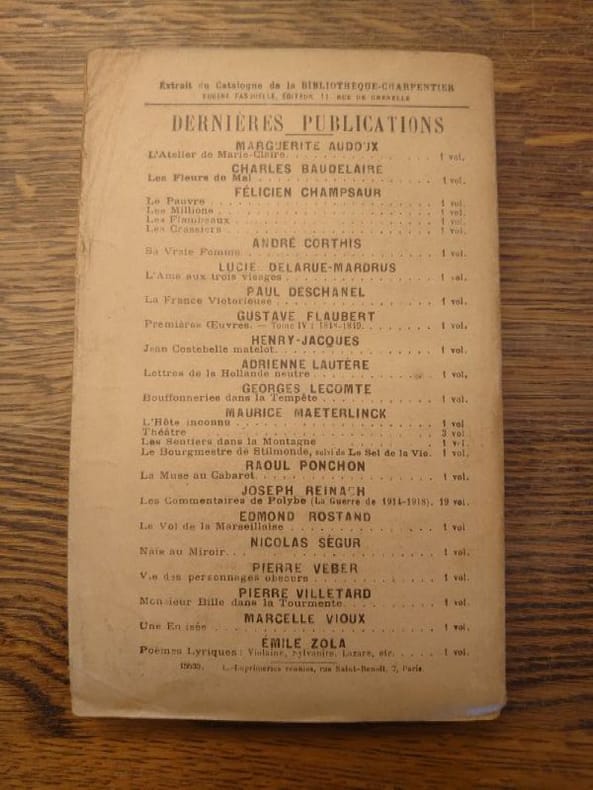 Extrait du Catalogue de la BIBLIOTHÈQUE-CHARPENTIER
EUGÈNE FASQUELLE, ÉDITEUR, 11, RUE DE GRENELLE
DERNIÈRES PUBLICATIONS
MARGUERITE AUDOUX
L'Atelier de Marie-Claire. . . . . . . . . . . . . 1 vol.
CHARLES BAUDELAIRE
Les Fleurs de Mal . . . . . . . . . . . . . . . 1 vol.
FÉLICIEN CHAMPSAUR
Le Pauvre . . . . . . . . . . . . . . . . . 1 vol.
Les Millions . . . . . . . . . . . . . . . . 1 vol.
Les Flambeaux . . . . . . . . . . . . . . . 1 vol.
Les Crassiers . . . . . . . . . . . . . . . . 1 vol.
ANDRÉ CORTHIS
Sa Vraie Femme. . . . . . . . . . . . . . . 1 vol.
LUCIE DELARUE-MARDRUS
L'Ame aux trois visages . . . . . . . . . . . . 1 vol.
PAUL DESCHANEL
La France Victorieuse . . . . . . . . . . . . . 1 vol.
GUSTAVE FLAUBERT
Premières Œuvres. — Tome IV : 18 . . . . . . . 1 vol.
HENRY-JACQUES
Jean Costebelle matelot. . . . . . . . . . . . . 1 vol.
ADRIENNE LAUTÈRE
Lettres de la Hollande neutre . . . . . . . . . . 1 vol.
GEORGES LECOMTE
Bouffonneries dans la Tempête . . . . . . . . . . 1 vol.
MAURICE MAETERLINCK
L'Hôte inconnu . . . . . . . . . . . . . . . 1 vol
Théâtre . . . . . . . . . . . . . . . . . . 3 vol
Les Sentiers dans la Montagne . . . . . . . . . 1 vol.
Le Bourgmestre de Stilmonde, suivi de Le Sel de la Vie. 1 vol.
RAOUL PONCHON
La Muse au Cabaret. . . . . . . . . . . . . . 1 vol.
JOSEPH REINACH
Les Commentaires de Polybe (La Guerre de 1914-1918). 19 vol.
EDMOND ROSTAND
Le Vol de la Marseillaise . . . . . . . . . . . . 1 vol
NICOLAS SÉGUR
Naïs au Miroir. . . . . . . . . . . . . . . . 1 vol.
PIERRE VEBER
Vie des personnages obscurs . . . . . . . . . . 1 vol.
PIERRE VILLETARD
Monsieur Bille dans la Tourmente. . . . . . . . . 1 vol.
MARCELLE VIOUX
Une Enlisée . . . . . . . . . . . . . . . . . 1 vol.
ÉMILE ZOLA
Poèmes Lyriques : Violaine, Sylvanire, Lazare, etc. . . . 1 vol.
L.-Imprimeries réunies, rue Saint-Benoît, 7, Paris.